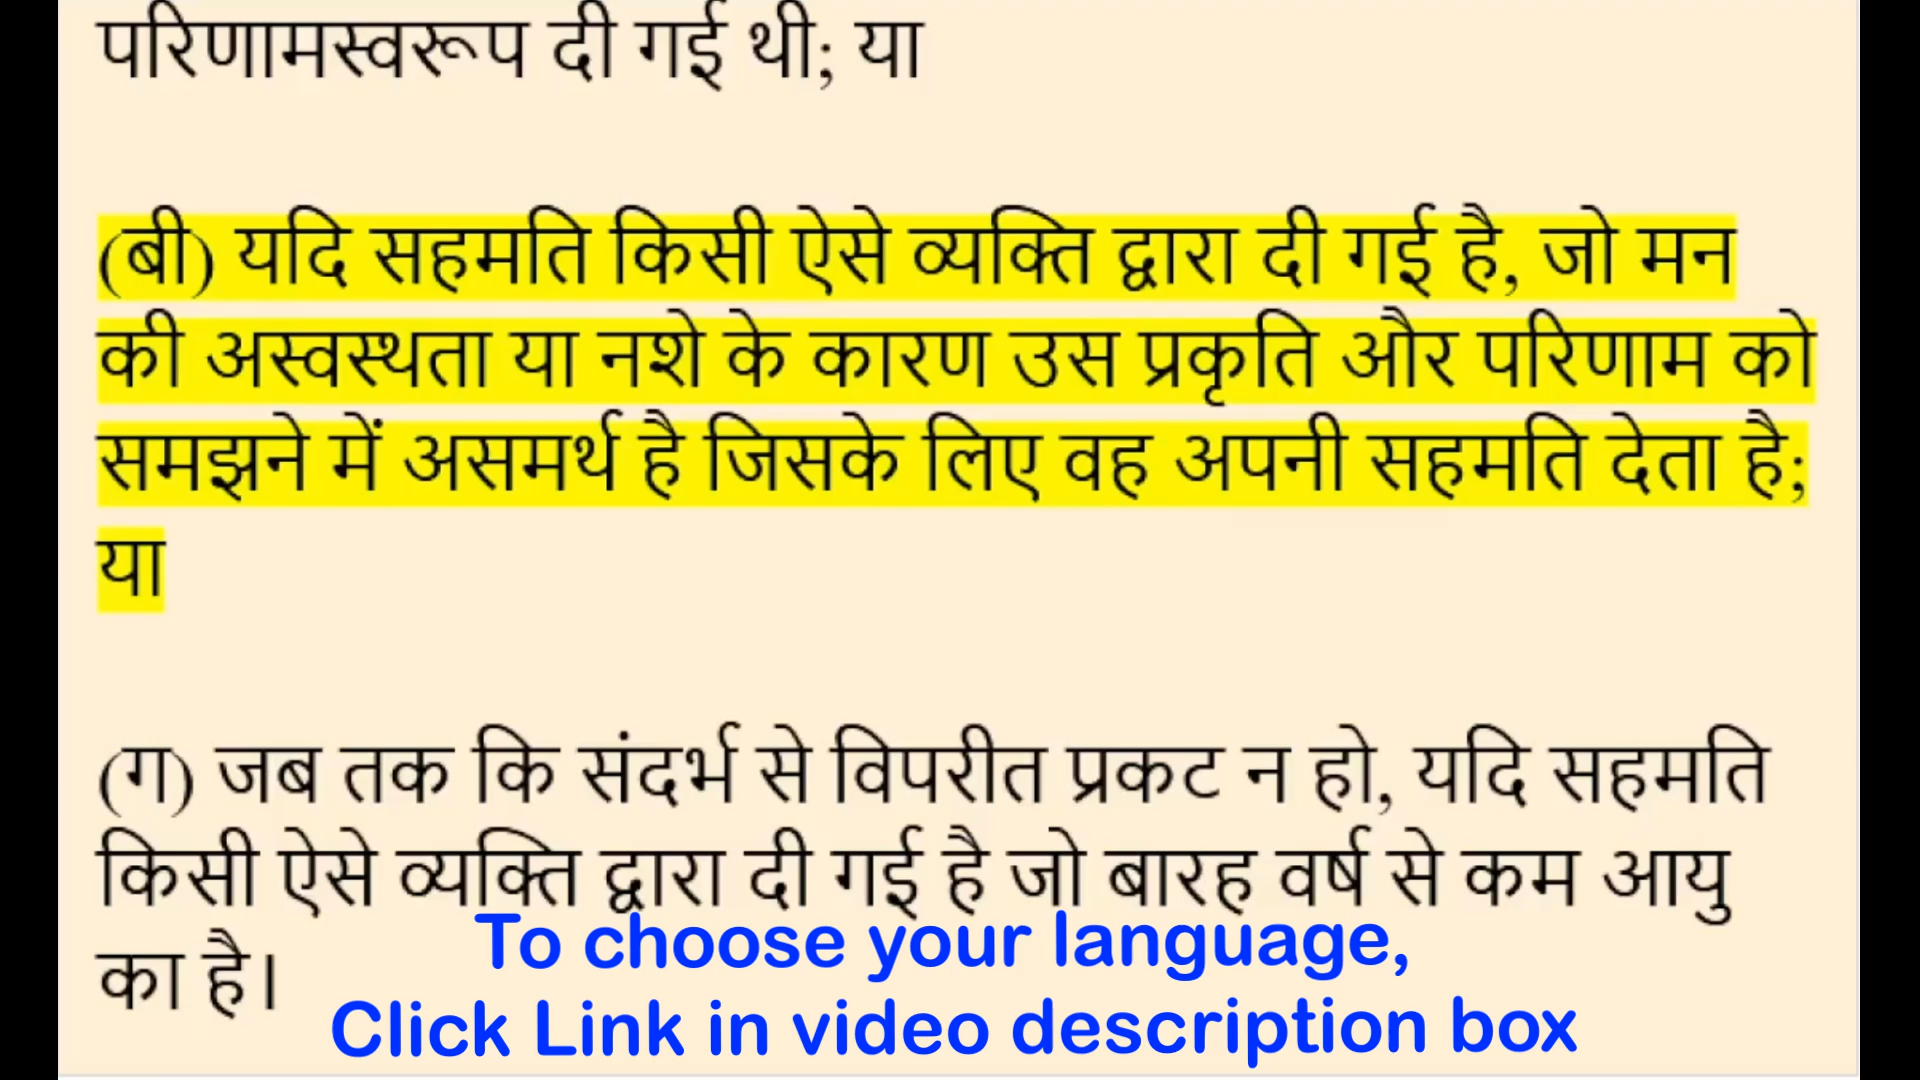 परिणामस्वरूप दी गई थी; या
(बी) यदि सहमति किसी ऐसे व्यक्ति द्वारा दी गई है, जो मन
की अस्वस्थता या नशे के कारण उस प्रकृति और परिणाम को
समझने में असमर्थ है जिसके लिए वह अपनी सहमति देता है;
या
(ग) जब तक कि संदर्भ से विपरीत प्रकट न हो, यदि सहमति
किसी ऐसे व्यक्ति द्वारा दी गई है जो बारह वर्ष से कम आयु
का है।
To choose your language,
Click Link in video description box